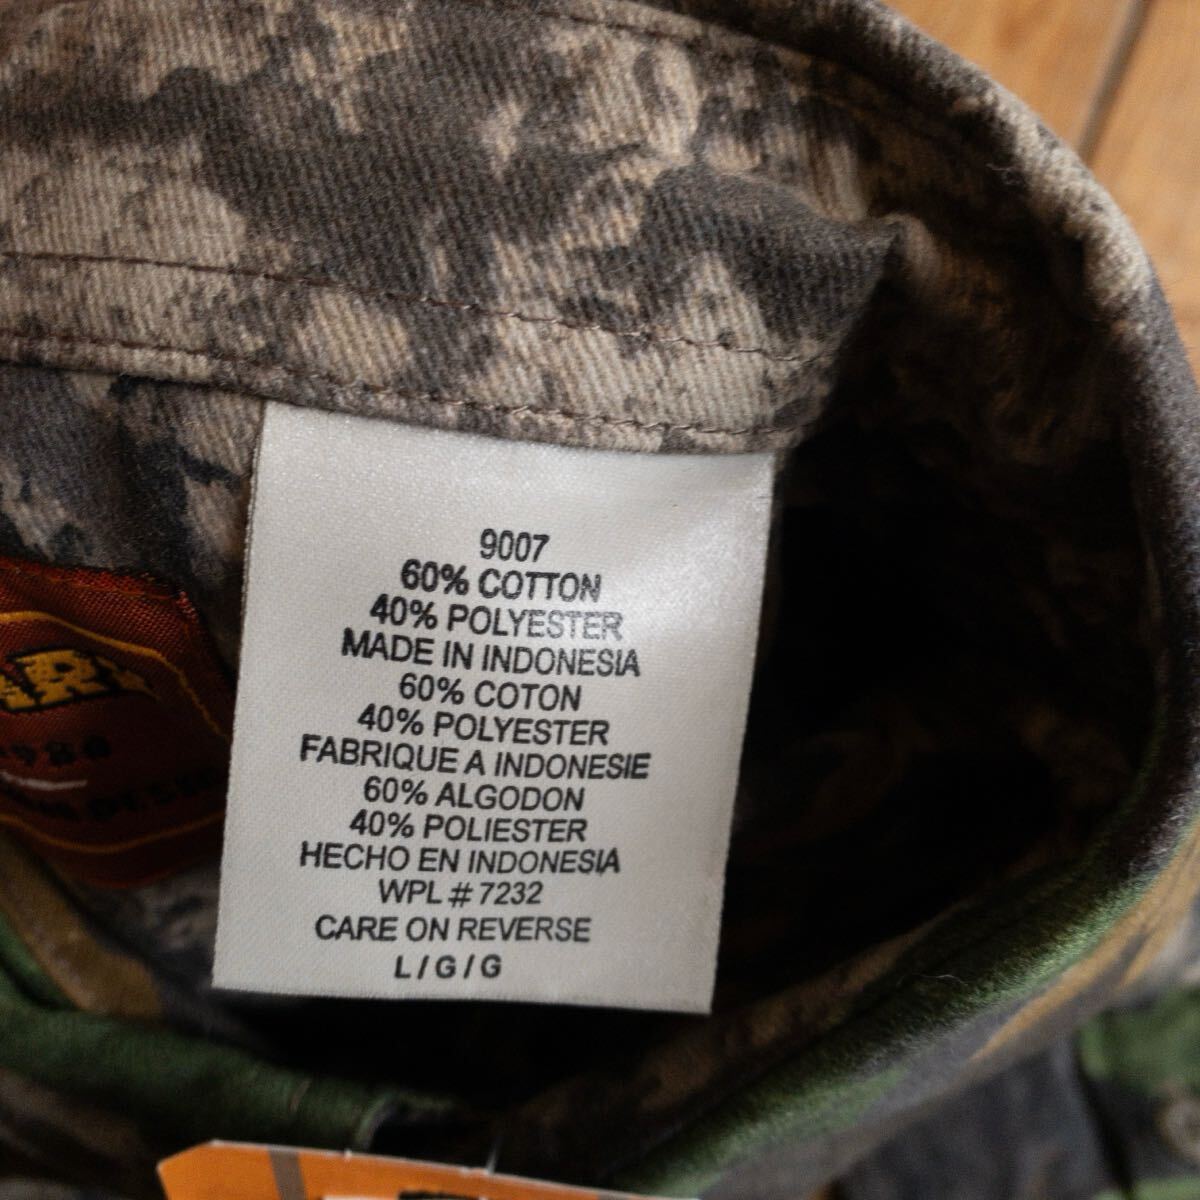 9007
60% COTTON
40% POLYESTER
MADE IN INDONESIA
60% COTON
40% POLYESTER
FABRIQUE A INDONESIE
60% ALGODON
40% POLIESTER
HECHO EN INDONESIA
WPL # 7232
CARE ON REVERSE
L / G / G